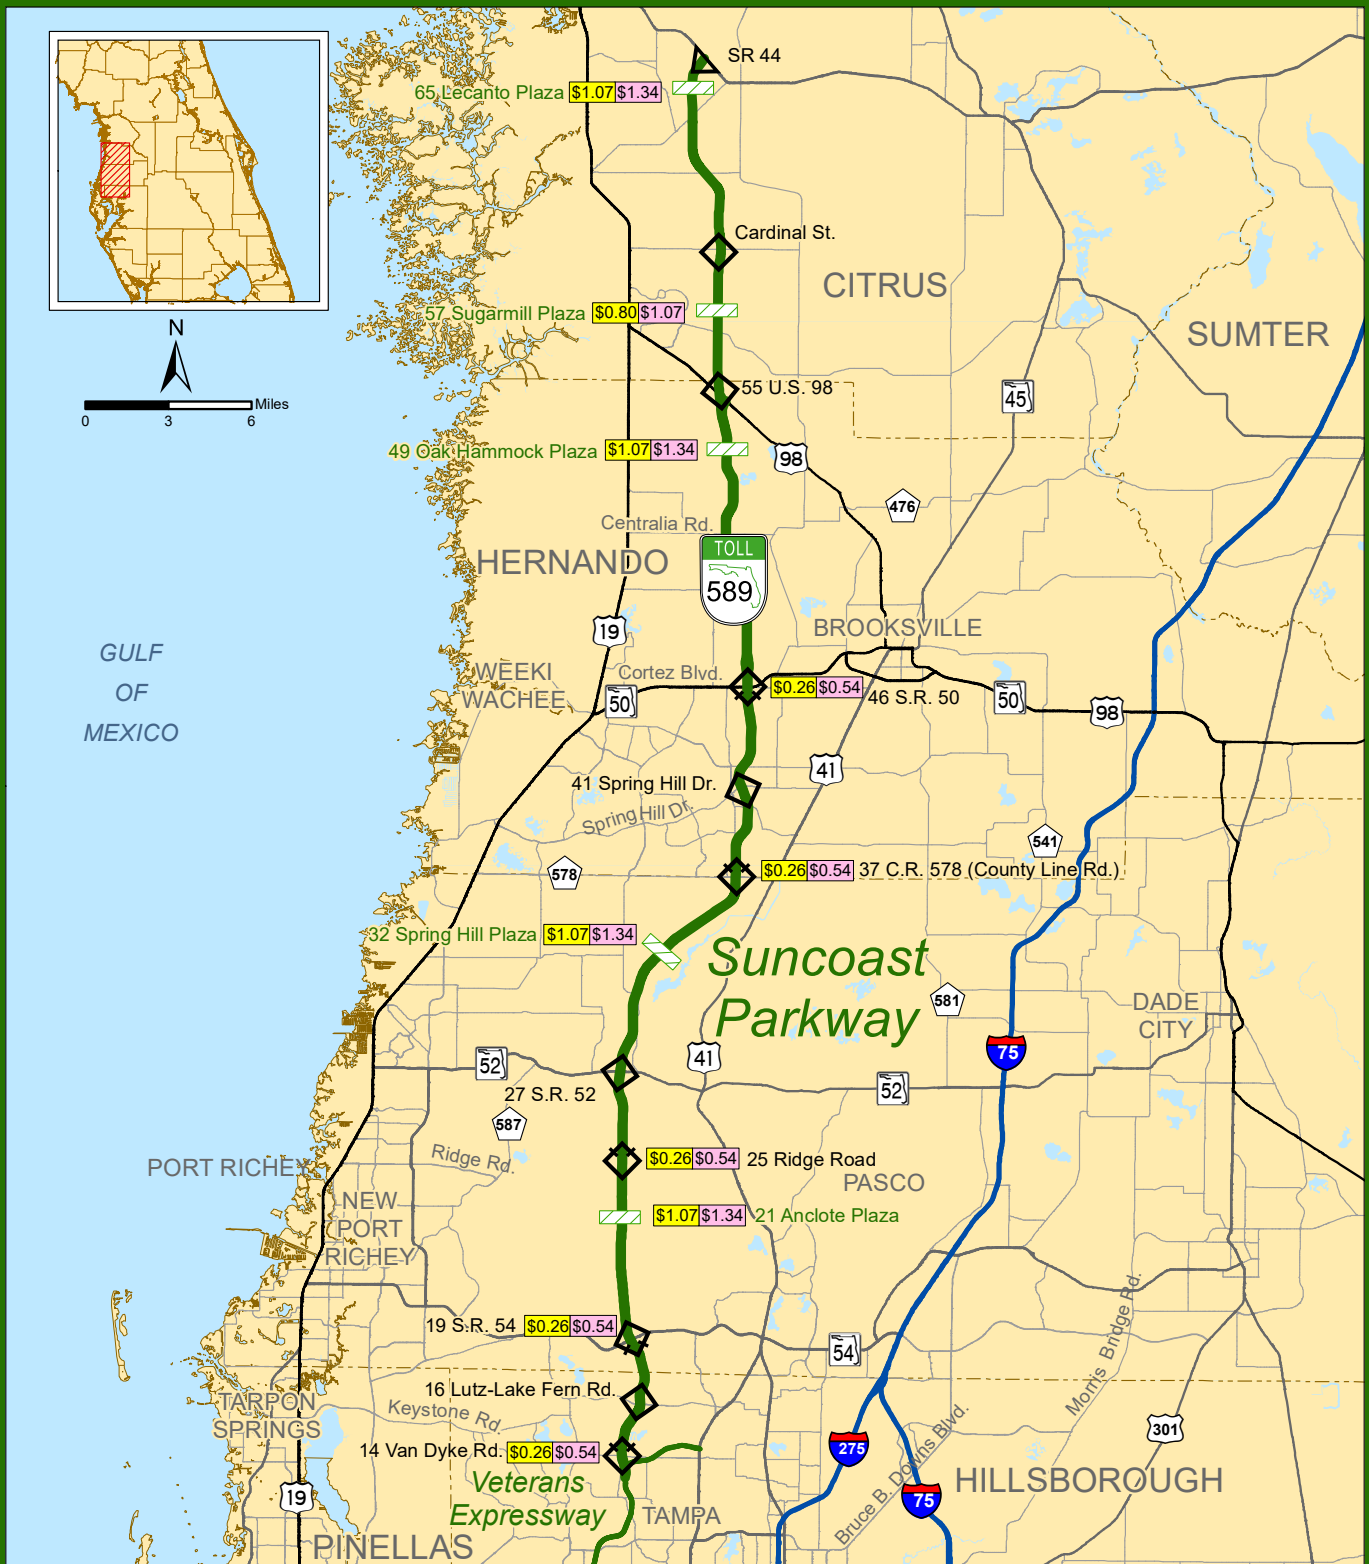 SR 44
65 Lecanto Plaza $1.07 $1.34
Cardinal St.
CITRUS
57 Sugarmill Plaza $0.80 $1.07
SUMTER
N
Miles
0 3 6
55 U.S. 98
45
49 Oak Hammock Plaza $1.07 $1.34
98
476
Centralia Rd.
TOLL
589
HERNANDO
19
BROOKSVILLE
GULF
OF
MEXICO
WEEKI
WACHEE
Cortez Blvd.
50
$0.26 $0.54 46 S.R. 50
50
98
41
41 Spring Hill Dr.
Spring Hill Dr.
541
578
$0.26 $0.54 37 C.R. 578 (County Line Rd.)
32 Spring Hill Plaza $1.07 $1.34
Suncoast
Parkway
581
DADE
CITY
75
52
41
52
27 S.R. 52
587
Ridge Rd.
PORT RICHEY
$0.26 $0.54 25 Ridge Road
PASCO
NEW
PORT
RICHEY
$1.07 $1.34 21 Anclote Plaza
19 S.R. 54 $0.26 $0.54
54
Morris Bridge Rd.
16 Lutz-Lake Fern Rd.
TARPON
SPRINGS
Keystone Rd.
301
14 Van Dyke Rd. $0.26 $0.54
275
Bruce B. Downs Blvd.
HILLSBOROUGH
Veterans
Expressway
75
19
TAMPA
PINELLAS